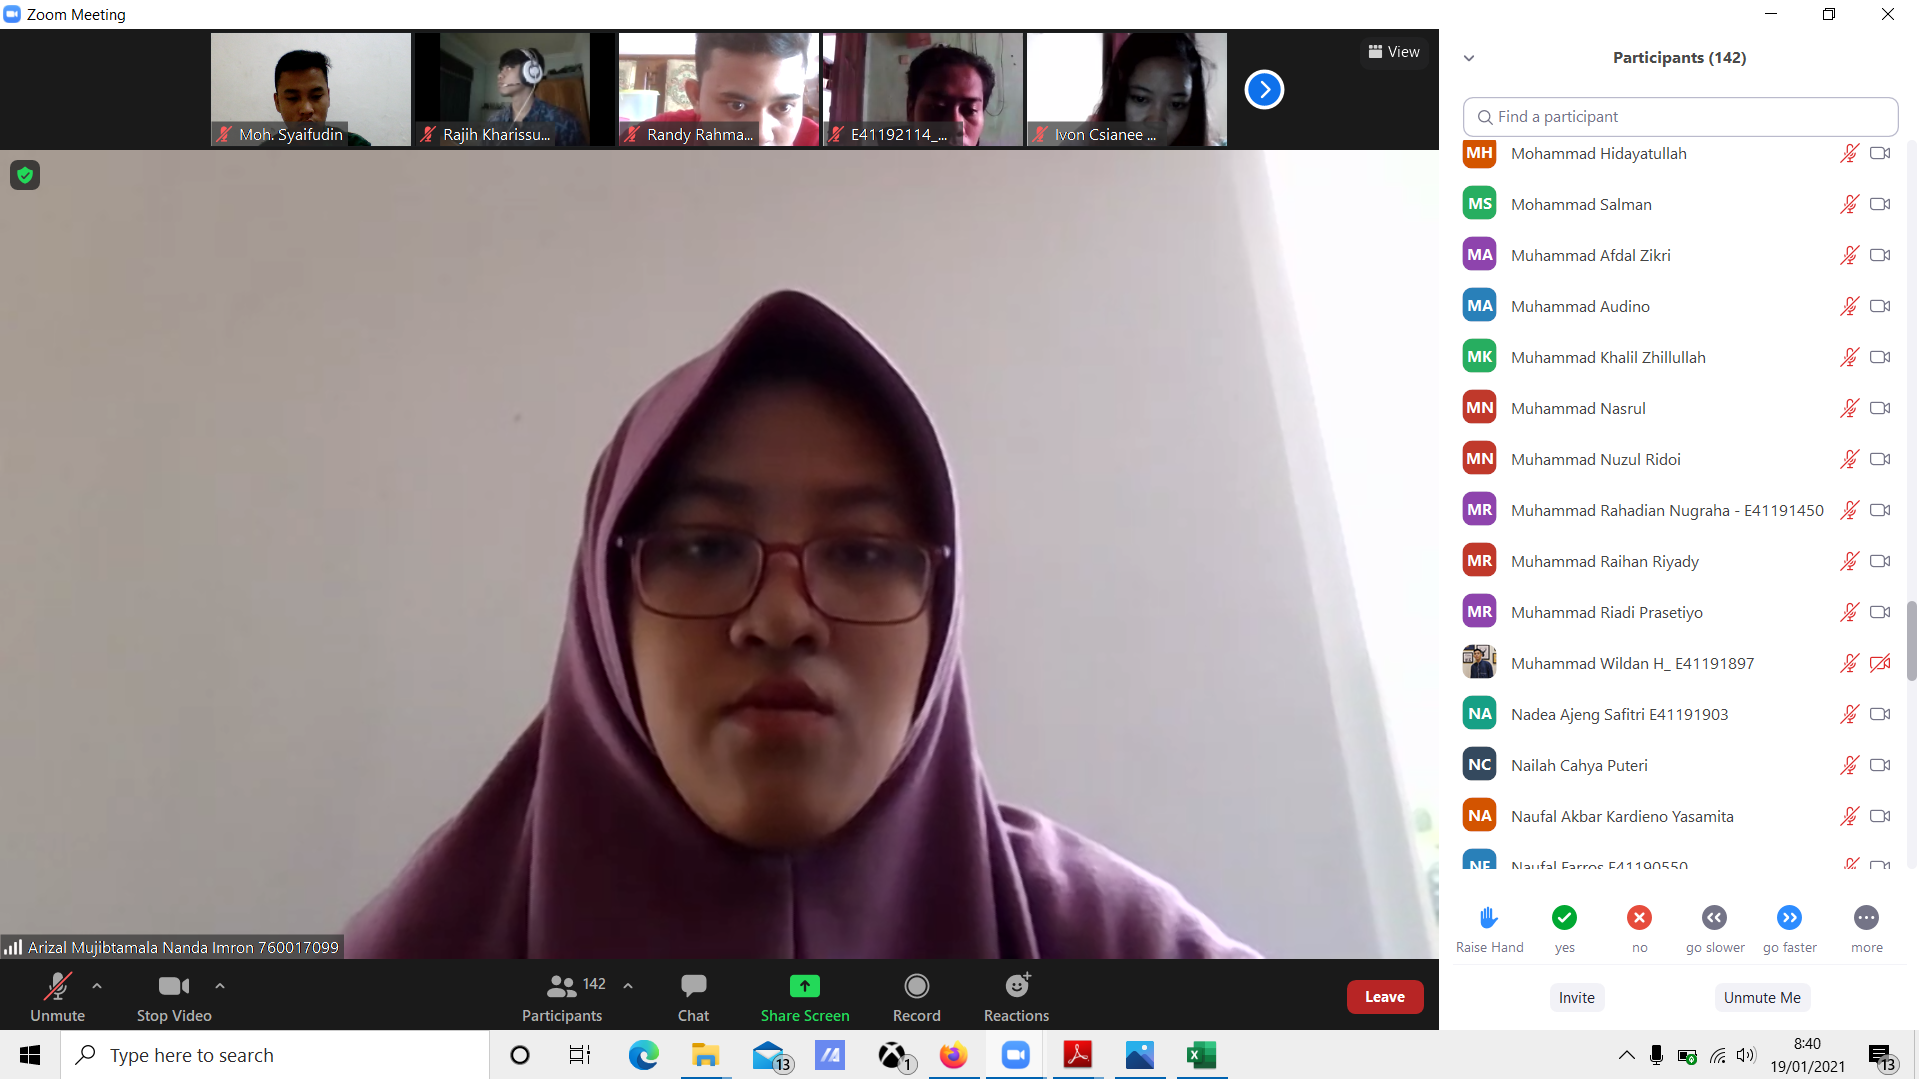 Zoom Meeting
Moh. Syaifudin
Rajih Kharissu...
Randy Rahma...
E41192114_...
Ivon Csianee ...
View
Arizal Mujibtamala Nanda Imron 760017099
Unmute
Stop Video
142
Participants
Chat
Share Screen
Record
Reactions
Leave
Participants (142)
Find a participant
MH Mohammad Hidayatullah
MS Mohammad Salman
MA Muhammad Afdal Zikri
MA Muhammad Audino
MK Muhammad Khalil Zhillullah
MN Muhammad Nasrul
MN Muhammad Nuzul Ridoi
MR Muhammad Rahadian Nugraha - E41191450
MR Muhammad Raihan Riyady
MR Muhammad Riadi Prasetiyo
Muhammad Wildan H_ E41191897
NA Nadea Ajeng Safitri E41191903
NC Nailah Cahya Puteri
NA Naufal Akbar Kardieno Yasamita
NF Naufal Farros E41190550
Raise Hand
yes
no
go slower
go faster
more
Invite
Unmute Me
Type here to search
13
1
8:40
19/01/2021
13